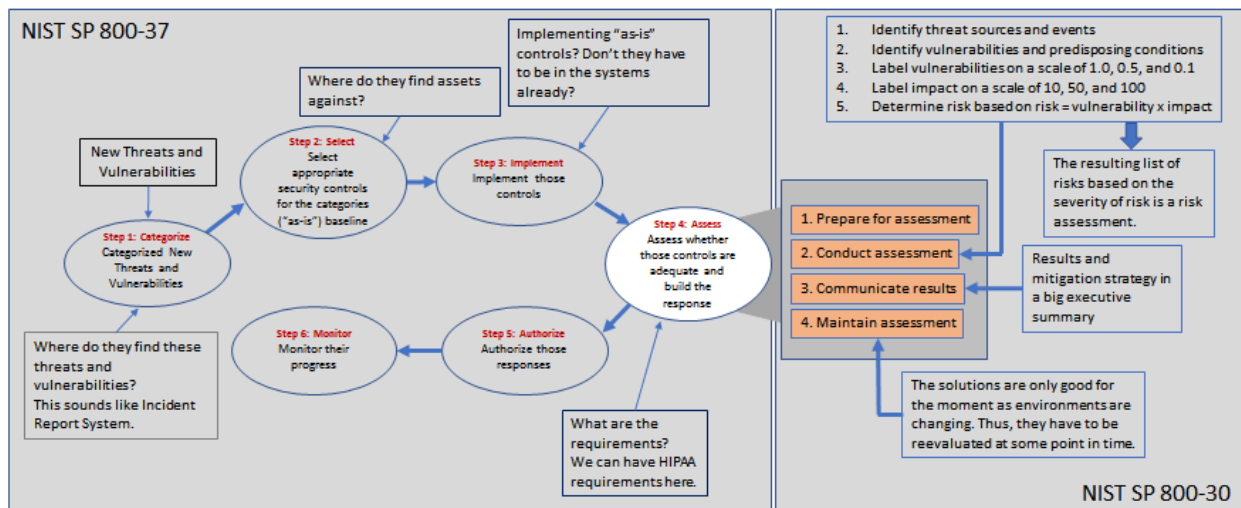 NIST SP 800-37
Implementing “as-is”
controls? Don’t they have
to be in the systems
already?
Where do they find assets
against?
New Threats and
Vulnerabilities
Step 1: Categorize
Categorized New
Threats and
Vulnerabilities
Step 2: Select
Select
appropriate
security controls
for the categories
(“as-is”) baseline
Step 3: Implement
Implement those
controls
Step 4: Assess
Assess whether
those controls are
adequate and
build the
response
Step 5: Authorize
Authorize those
responses
Step 6: Monitor
Monitor their
progress
Where do they find these
threats and
vulnerabilities?
This sounds like Incident
Report System.
What are the
requirements?
We can have HIPAA
requirements here.
1. Identify threat sources and events
2. Identify vulnerabilities and predisposing conditions
3. Label vulnerabilities on a scale of 1.0, 0.5, and 0.1
4. Label impact on a scale of 10, 50, and 100
5. Determine risk based on risk = vulnerability x impact
The resulting list of
risks based on the
severity of risk is a risk
assessment.
1. Prepare for assessment
2. Conduct assessment
3. Communicate results
4. Maintain assessment
Results and
mitigation strategy in
a big executive
summary
The solutions are only good for
the moment as environments are
changing. Thus, they have to be
reevaluated at some point in time.
NIST SP 800-30